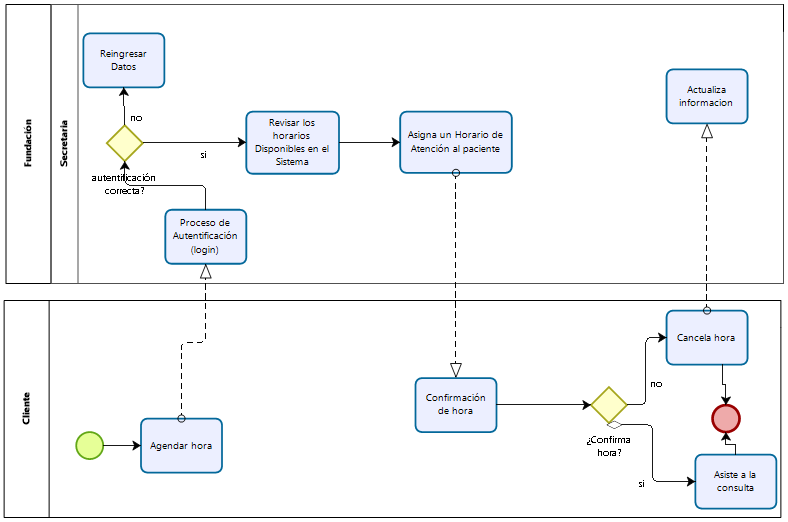 Fundación
Secretaria
Reingresar
Datos
no
si
autentificación
correcta?
Revisar los
horarios
Disponibles en el
Sistema
Asigna un Horario de
Atención al paciente
Proceso de
Autentificación
(login)
Actualiza
informacion
Cliente
Agendar hora
Confirmación
de hora
¿Confirma
hora?
no
si
Cancela hora
Asiste a la
consulta